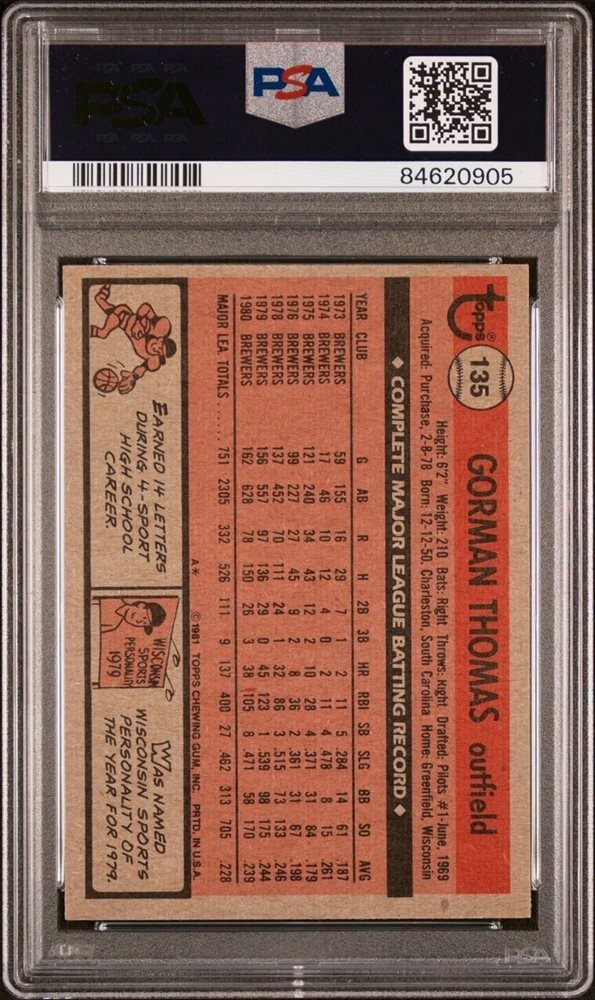 PSA
PSA
84620905
topps®
135
GORMAN THOMAS outfield
Height: 6'2" Weight: 210 Bats: Right Throws: Right Drafted: Pilots #1-June, 1969
Acquired: Purchase, 2-8-78 Born: 12-12-50, Charleston, South Carolina Home: Greenfield, Wisconsin
◆ COMPLETE MAJOR LEAGUE BATTING RECORD ◆
YEAR CLUB G AB R H 2B 3B HR RBI SB SLG BB SO AVG
1973 BREWERS 59 155 16 29 7 1 2 11 5 .284 14 61 .187
1974 BREWERS 17 46 10 12 4 0 2 11 4 .478 8 15 .261
1975 BREWERS 121 240 34 43 12 2 10 28 4 .371 31 84 .179
1976 BREWERS 99 227 27 45 9 2 8 36 2 .361 31 67 .198
1978 BREWERS 137 452 70 111 24 1 32 86 3 .515 73 133 .246
1979 BREWERS 156 557 97 136 29 0 45 123 1 .539 98 175 .244
1980 BREWERS 162 628 78 150 26 3 38 105 8 .471 58 170 .239
MAJOR LEA. TOTALS ..... 751 2305 332 526 111 9 137 400 27 .462 313 705 .228
A* ©1981 TOPPS CHEWING GUM, INC. PRTD. IN U.S.A.
EARNED 14 LETTERS
DURING 4-SPORT
HIGH SCHOOL
CAREER.
WISCONSIN
SPORTS
PERSONALITY
1979
WAS NAMED
WISCONSIN SPORTS
PERSONALITY OF
THE YEAR FOR 1979.
PSA